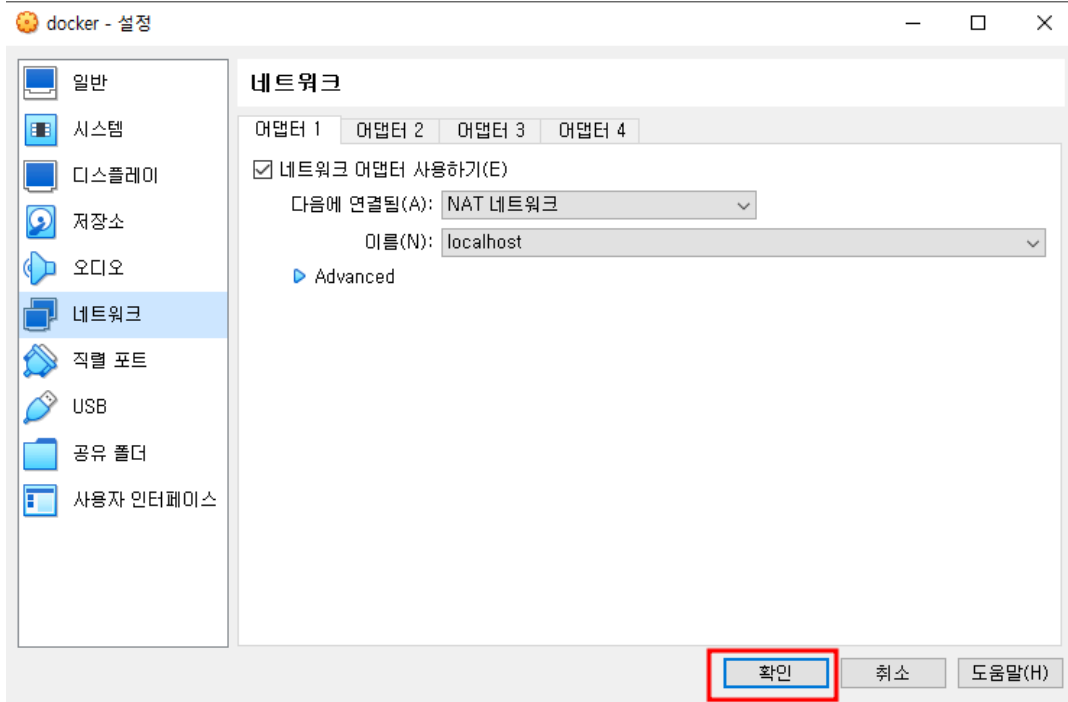 docker - 설정
일반
시스템
디스플레이
저장소
오디오
네트워크
직렬 포트
USB
공유 폴더
사용자 인터페이스
네트워크
어댑터 1 어댑터 2 어댑터 3 어댑터 4
네트워크 어댑터 사용하기(E)
다음에 연결됨(A): NAT 네트워크
이름(N): localhost
Advanced
확인 취소 도움말(H)